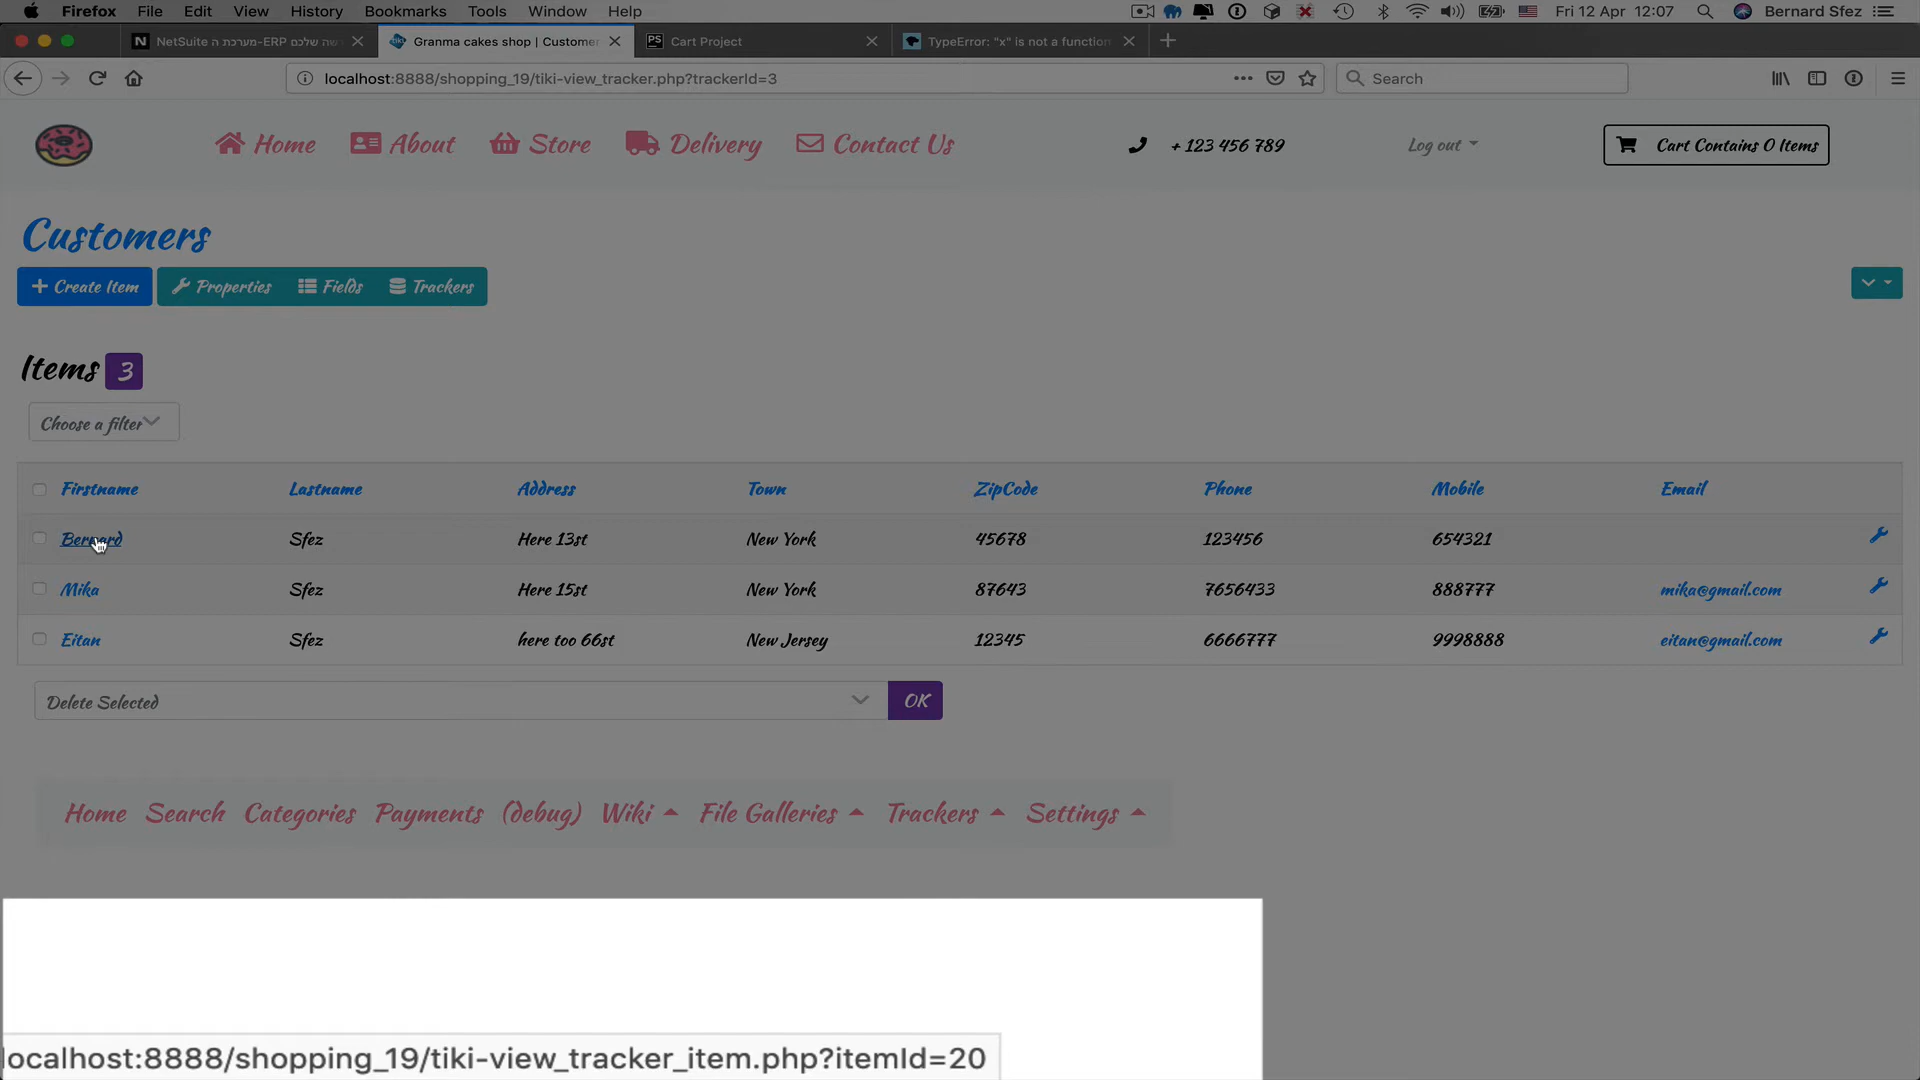 Firefox File Edit View History Bookmarks Tools Window Help Fri 12 Apr 12:07 Bernard Sfez
N NetSuite מערכת ה-ERP החדשה שלכם Granma cakes shop | Customer PS Cart Project TypeError: "x" is not a function
localhost:8888/shopping_19/tiki-view_tracker.php?trackerId=3 Search
Home About Store Delivery Contact Us + 123 456 789 Log out Cart Contains 0 Items
Customers
Create Item Properties Fields Trackers
Items 3
Choose a filter
Firstname Lastname Address Town ZipCode Phone Mobile Email
Bernard Sfez Here 13st New York 45678 123456 654321
Mika Sfez Here 15st New York 87643 7656433 888777 mika@gmail.com
Eitan Sfez here too 66st New Jersey 12345 6666777 9998888 eitan@gmail.com
Delete Selected OK
Home Search Categories Payments (debug) Wiki File Galleries Trackers Settings
localhost:8888/shopping_19/tiki-view_tracker_item.php?itemId=20